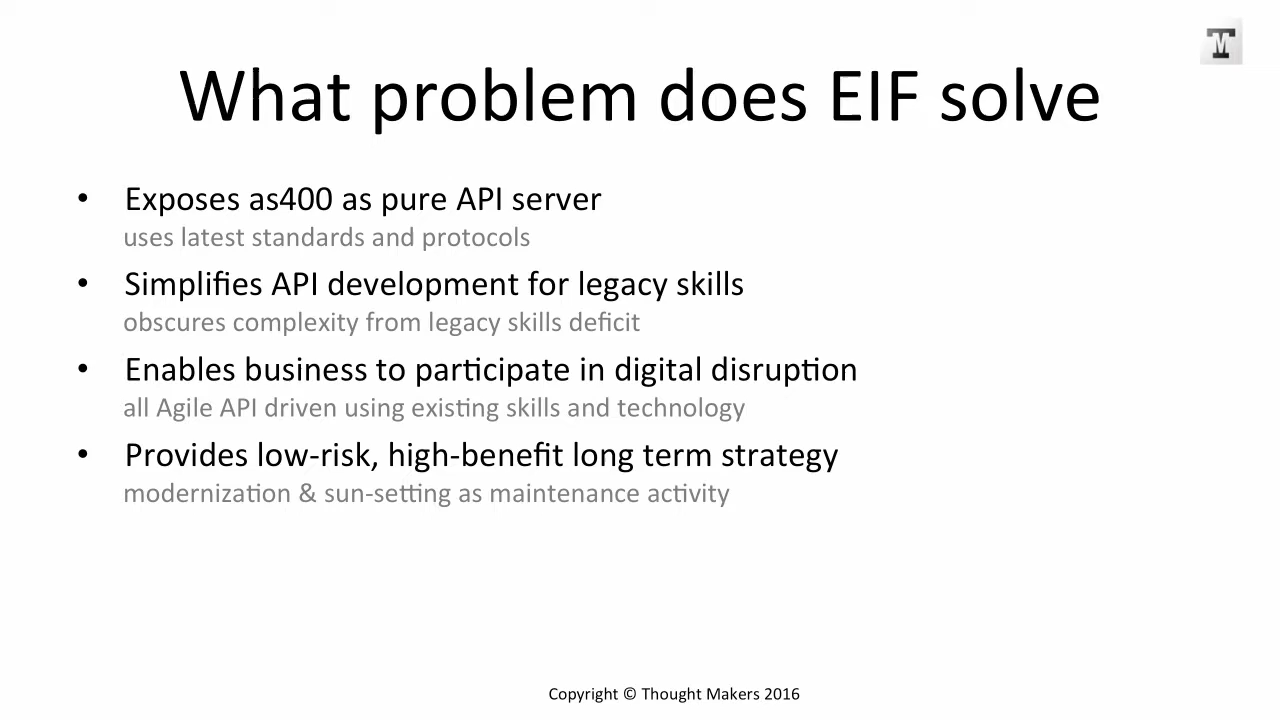 TM
What problem does EIF solve
• Exposes as400 as pure API server
uses latest standards and protocols
• Simplifies API development for legacy skills
obscures complexity from legacy skills deficit
• Enables business to participate in digital disruption
all Agile API driven using existing skills and technology
• Provides low-risk, high-benefit long term strategy
modernization & sun-setting as maintenance activity
Copyright © Thought Makers 2016